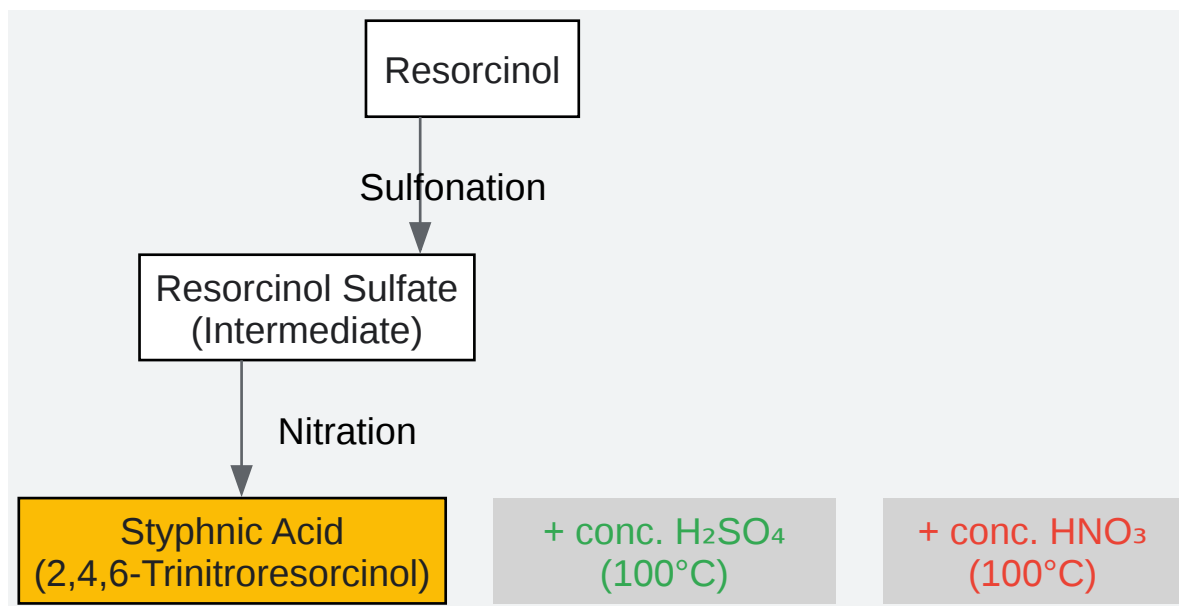 Resorcinol
Sulfonation
Resorcinol Sulfate
(Intermediate)
Nitration
Styphnic Acid
(2,4,6-Trinitroresorcinol)
+ conc. H₂SO₄
(100°C)
+ conc. HNO₃
(100°C)